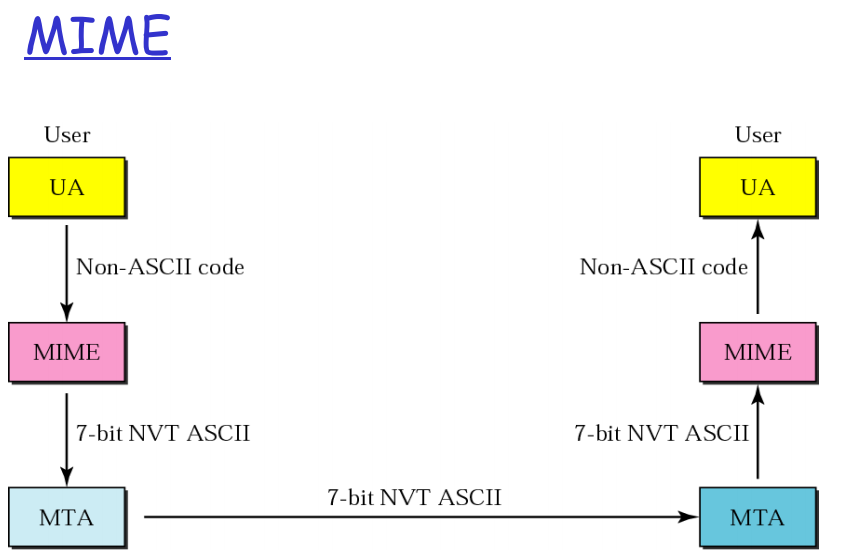 MIME
User
User
UA
UA
Non-ASCII code
Non-ASCII code
MIME
MIME
7-bit NVT ASCII
7-bit NVT ASCII
7-bit NVT ASCII
MTA
MTA